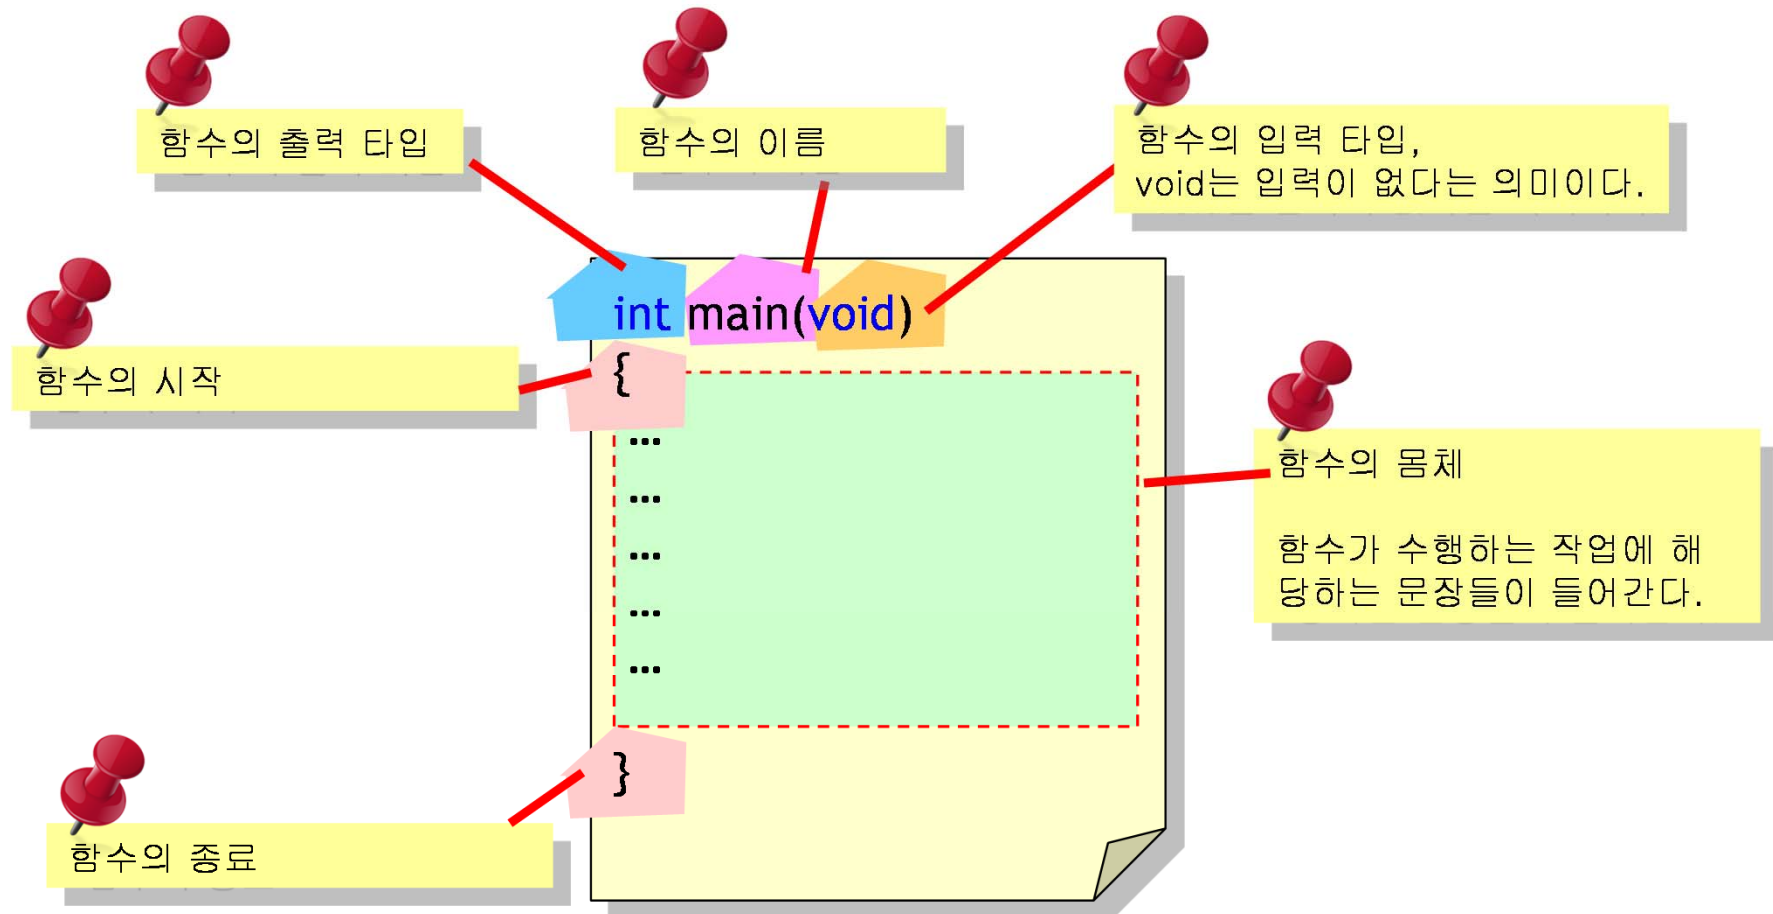 함수의 출력 타입
함수의 이름
함수의 입력 타입,
void는 입력이 없다는 의미이다.
int main(void)
함수의 시작
{
...
...
...
...
...
함수의 몸체
함수가 수행하는 작업에 해
당하는 문장들이 들어간다.
}
함수의 종료